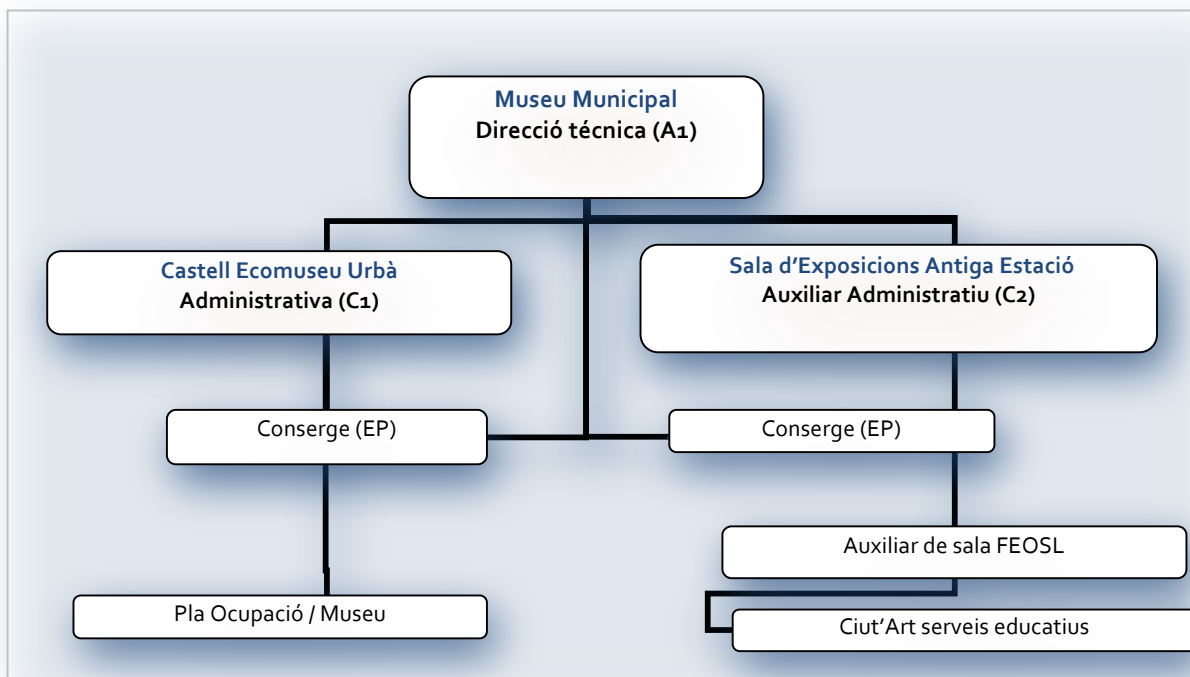 Museu Municipal
Direcció técnica (A1)
Castell Ecomuseu Urbà
Administrativa (C1)
Sala d’Exposicions Antiga Estació
Auxiliar Administratiu (C2)
Conserge (EP)
Conserge (EP)
Auxiliar de sala FEOSL
Pla Ocupació / Museu
Ciut’Art serveis educatius